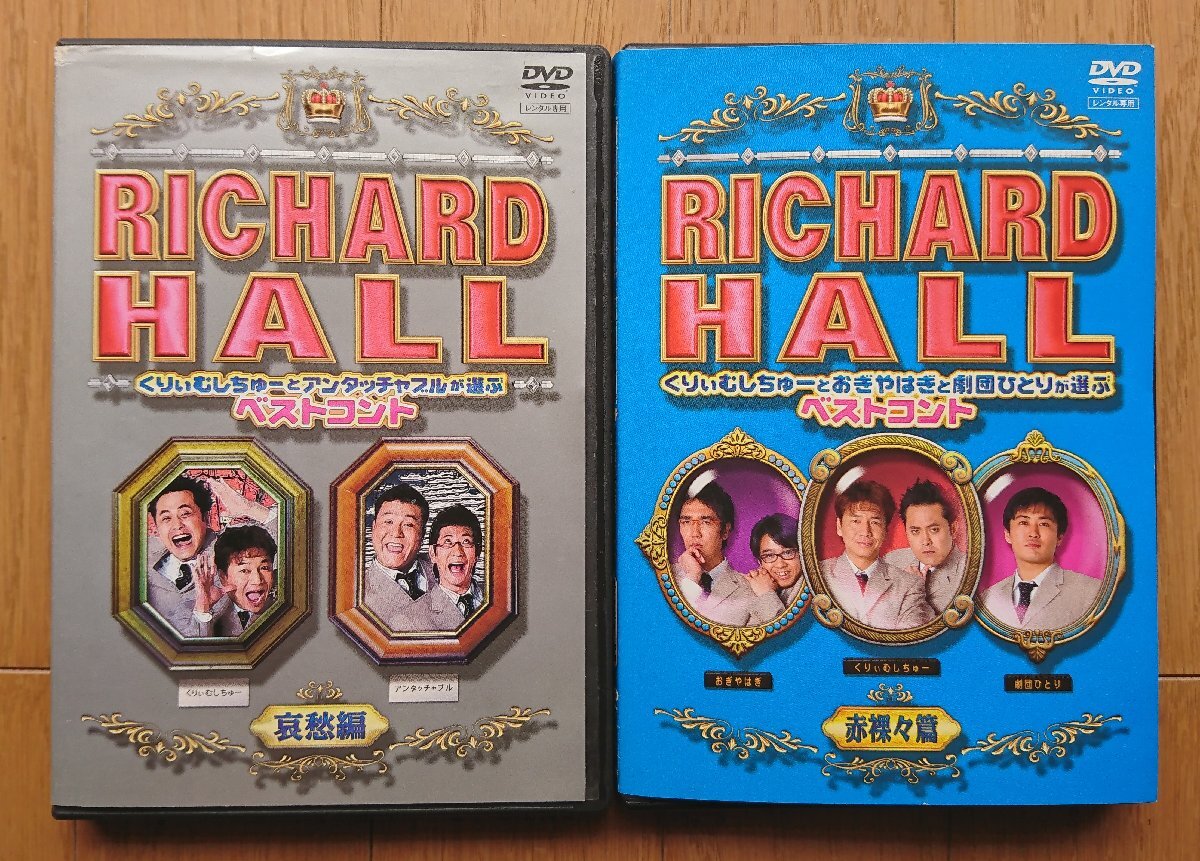 DVD
VIDEO
レンタル専用
RICHARD
HALL
くりぃむしちゅーとアンタッチャブルが選ぶ
ベストコント
くりぃむしちゅー
アンタッチャブル
哀愁編
DVD
VIDEO
レンタル専用
RICHARD
HALL
くりぃむしちゅーとおぎやはぎと劇団ひとりが選ぶ
ベストコント
おぎやはぎ
くりぃむしちゅー
劇団ひとり
赤裸々篇